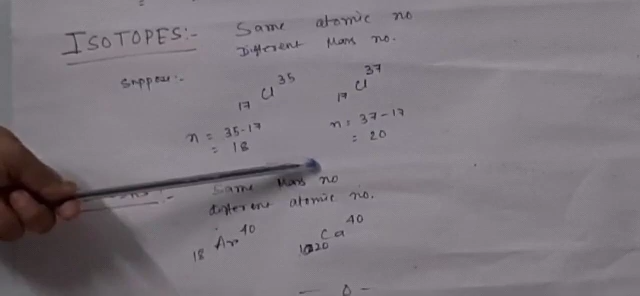 ISOTOPES:- Same atomic no
Different Mass no.
Suppose:-
17 Cl 35 17 Cl 37
n = 35-17 n = 37-17
= 18 = 20
:- Same Mass no
different atomic no.
18 Ar 40 20 Ca 40